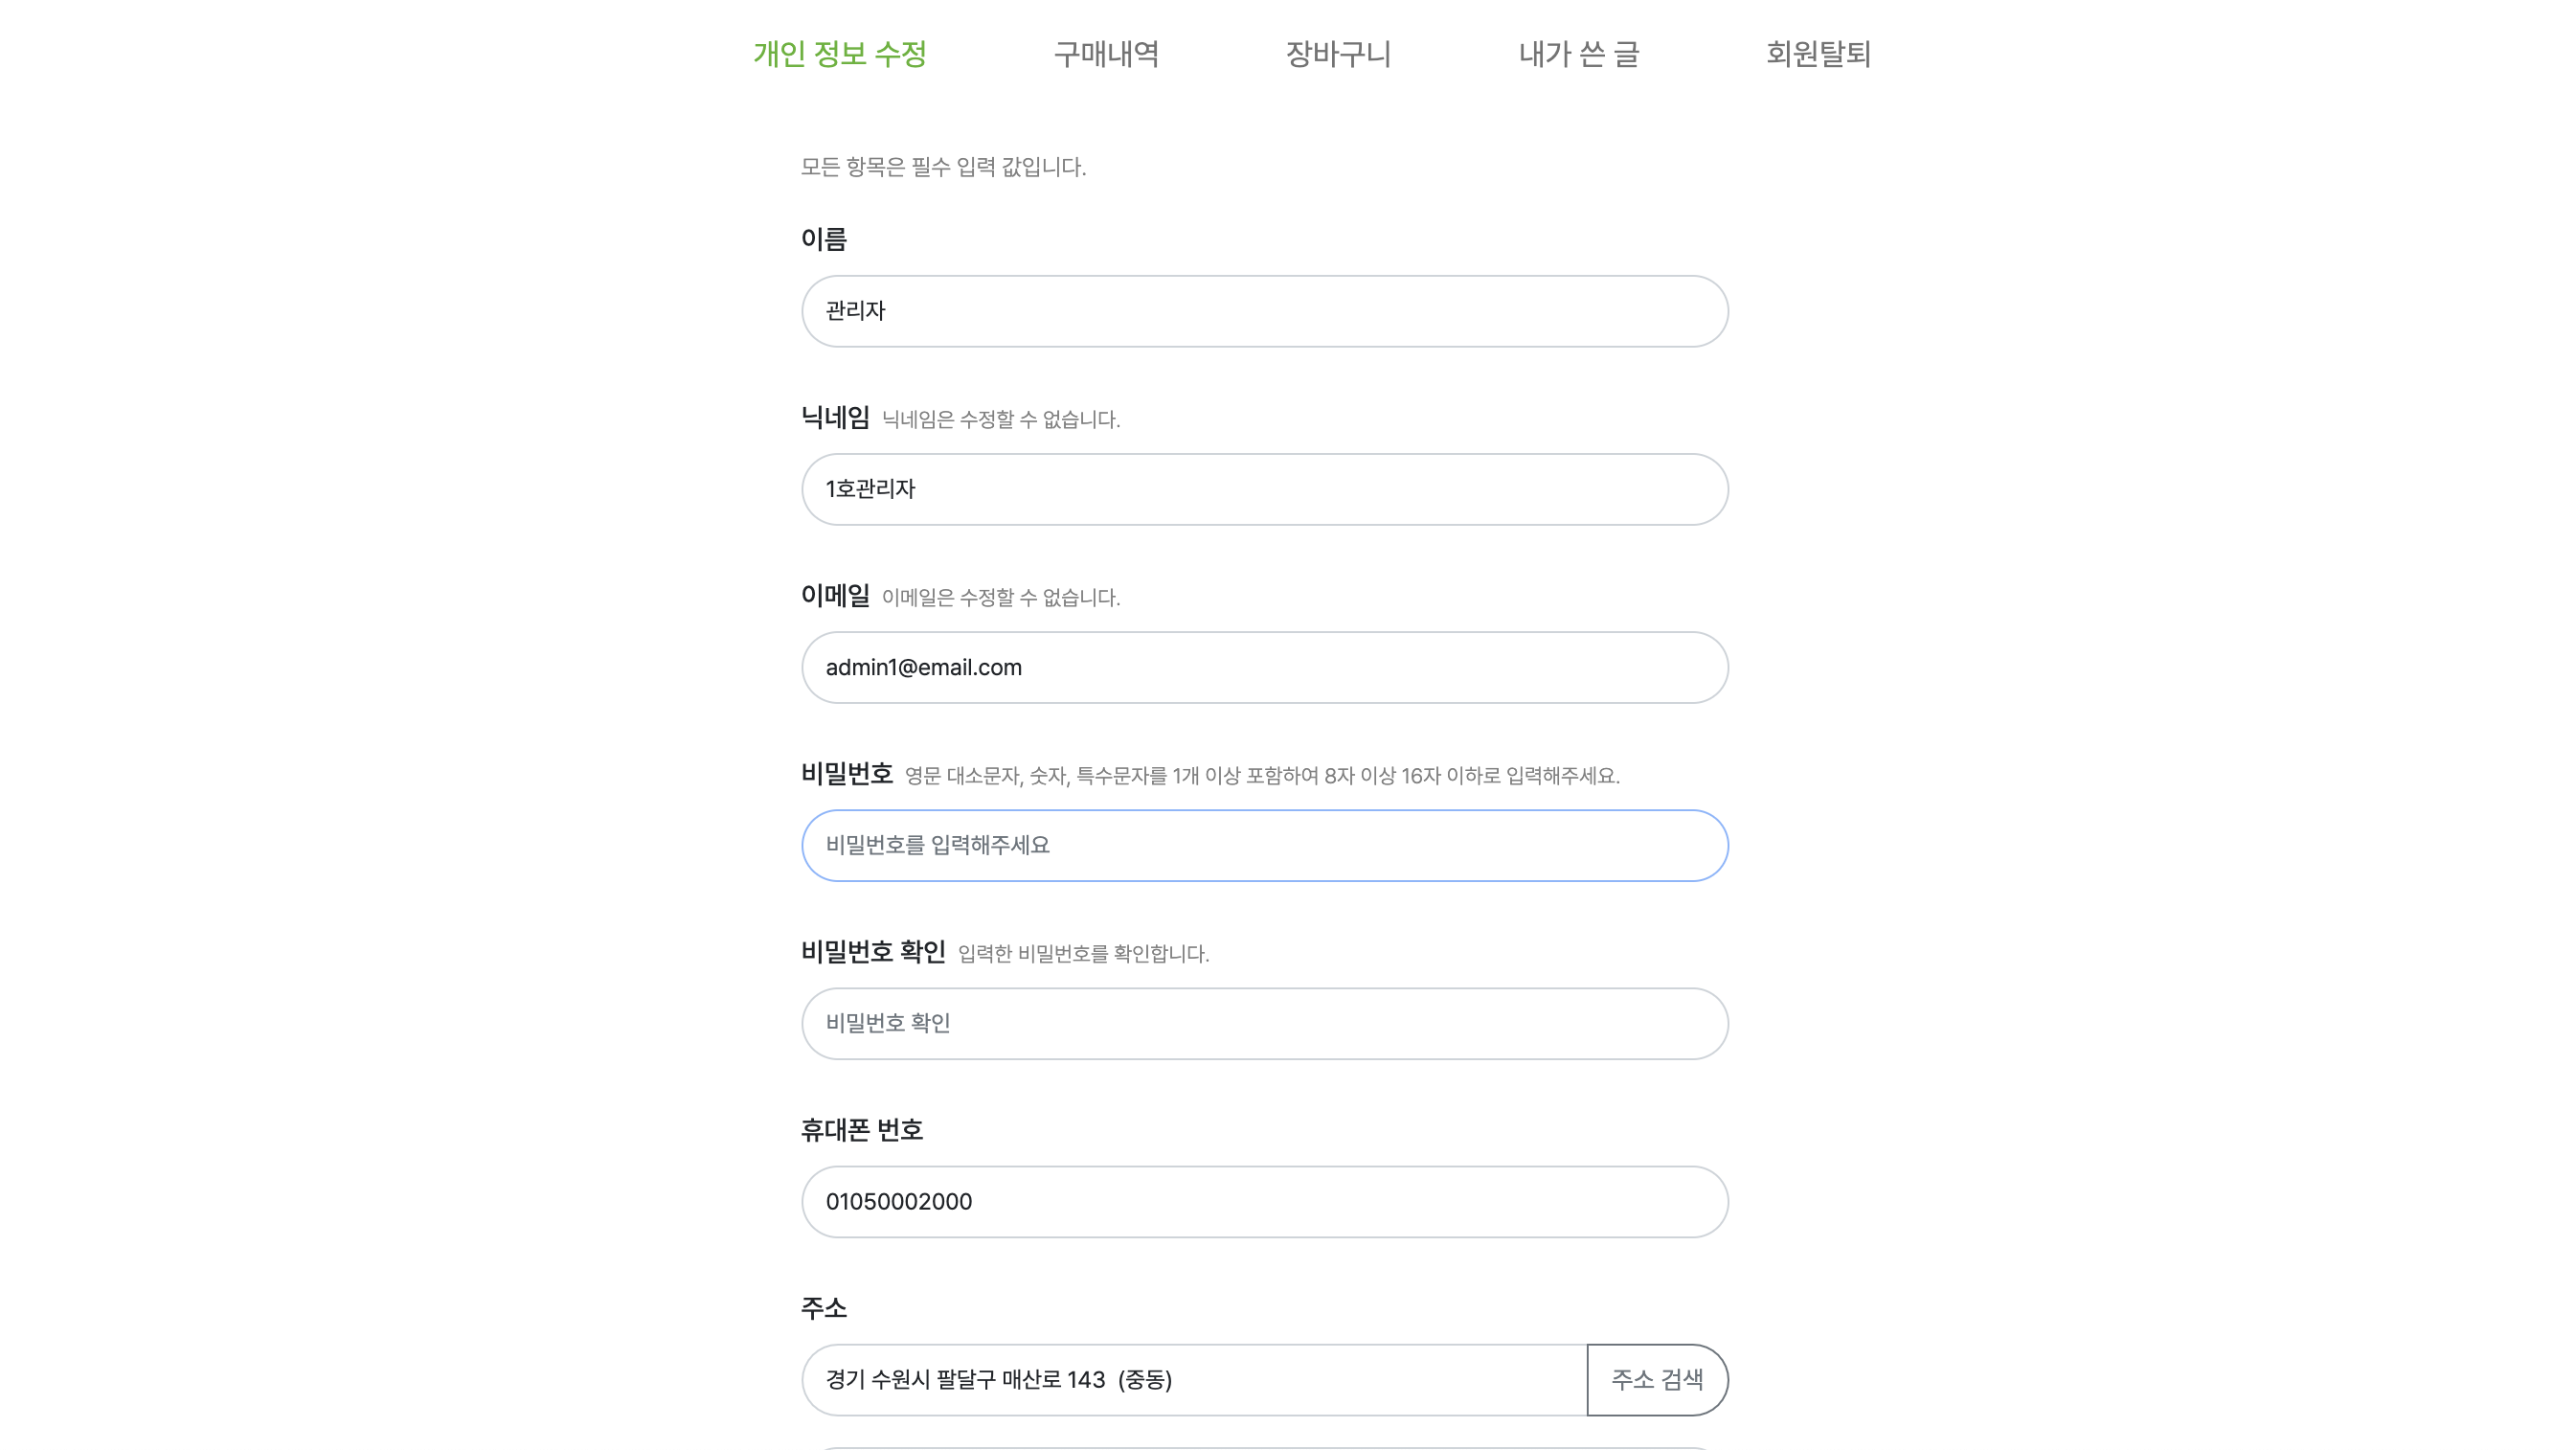 개인 정보 수정 구매내역 장바구니 내가 쓴 글 회원탈퇴
모든 항목은 필수 입력 값입니다.
이름
관리자
닉네임 닉네임은 수정할 수 없습니다.
1호관리자
이메일 이메일은 수정할 수 없습니다.
admin1@email.com
비밀번호 영문 대소문자, 숫자, 특수문자를 1개 이상 포함하여 8자 이상 16자 이하로 입력해주세요.
비밀번호를 입력해주세요
비밀번호 확인 입력한 비밀번호를 확인합니다.
비밀번호 확인
휴대폰 번호
01050002000
주소
경기 수원시 팔달구 매산로 143 (중동) 주소 검색